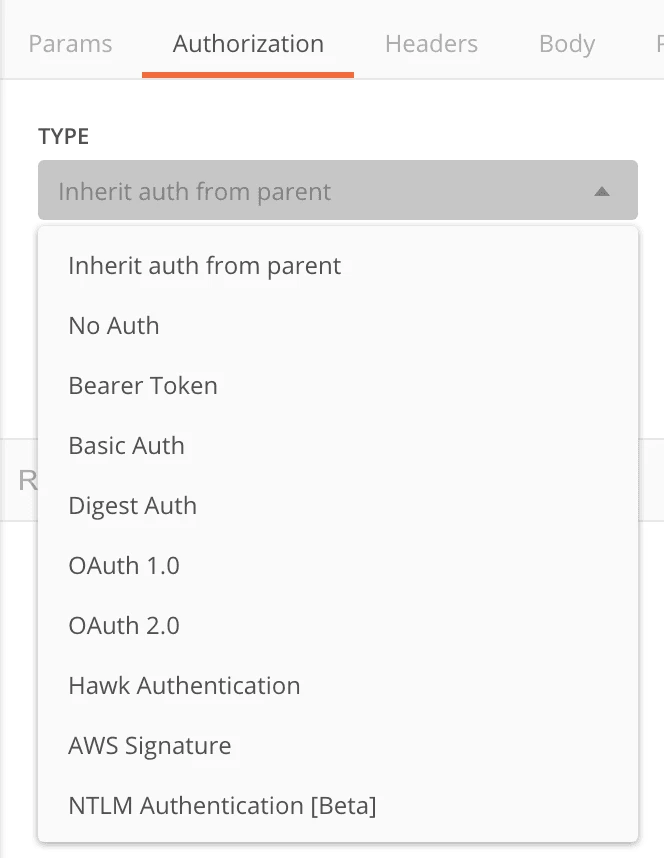 Params Authorization Headers Body
TYPE
Inherit auth from parent
Inherit auth from parent
No Auth
Bearer Token
Basic Auth
Digest Auth
OAuth 1.0
OAuth 2.0
Hawk Authentication
AWS Signature
NTLM Authentication [Beta]